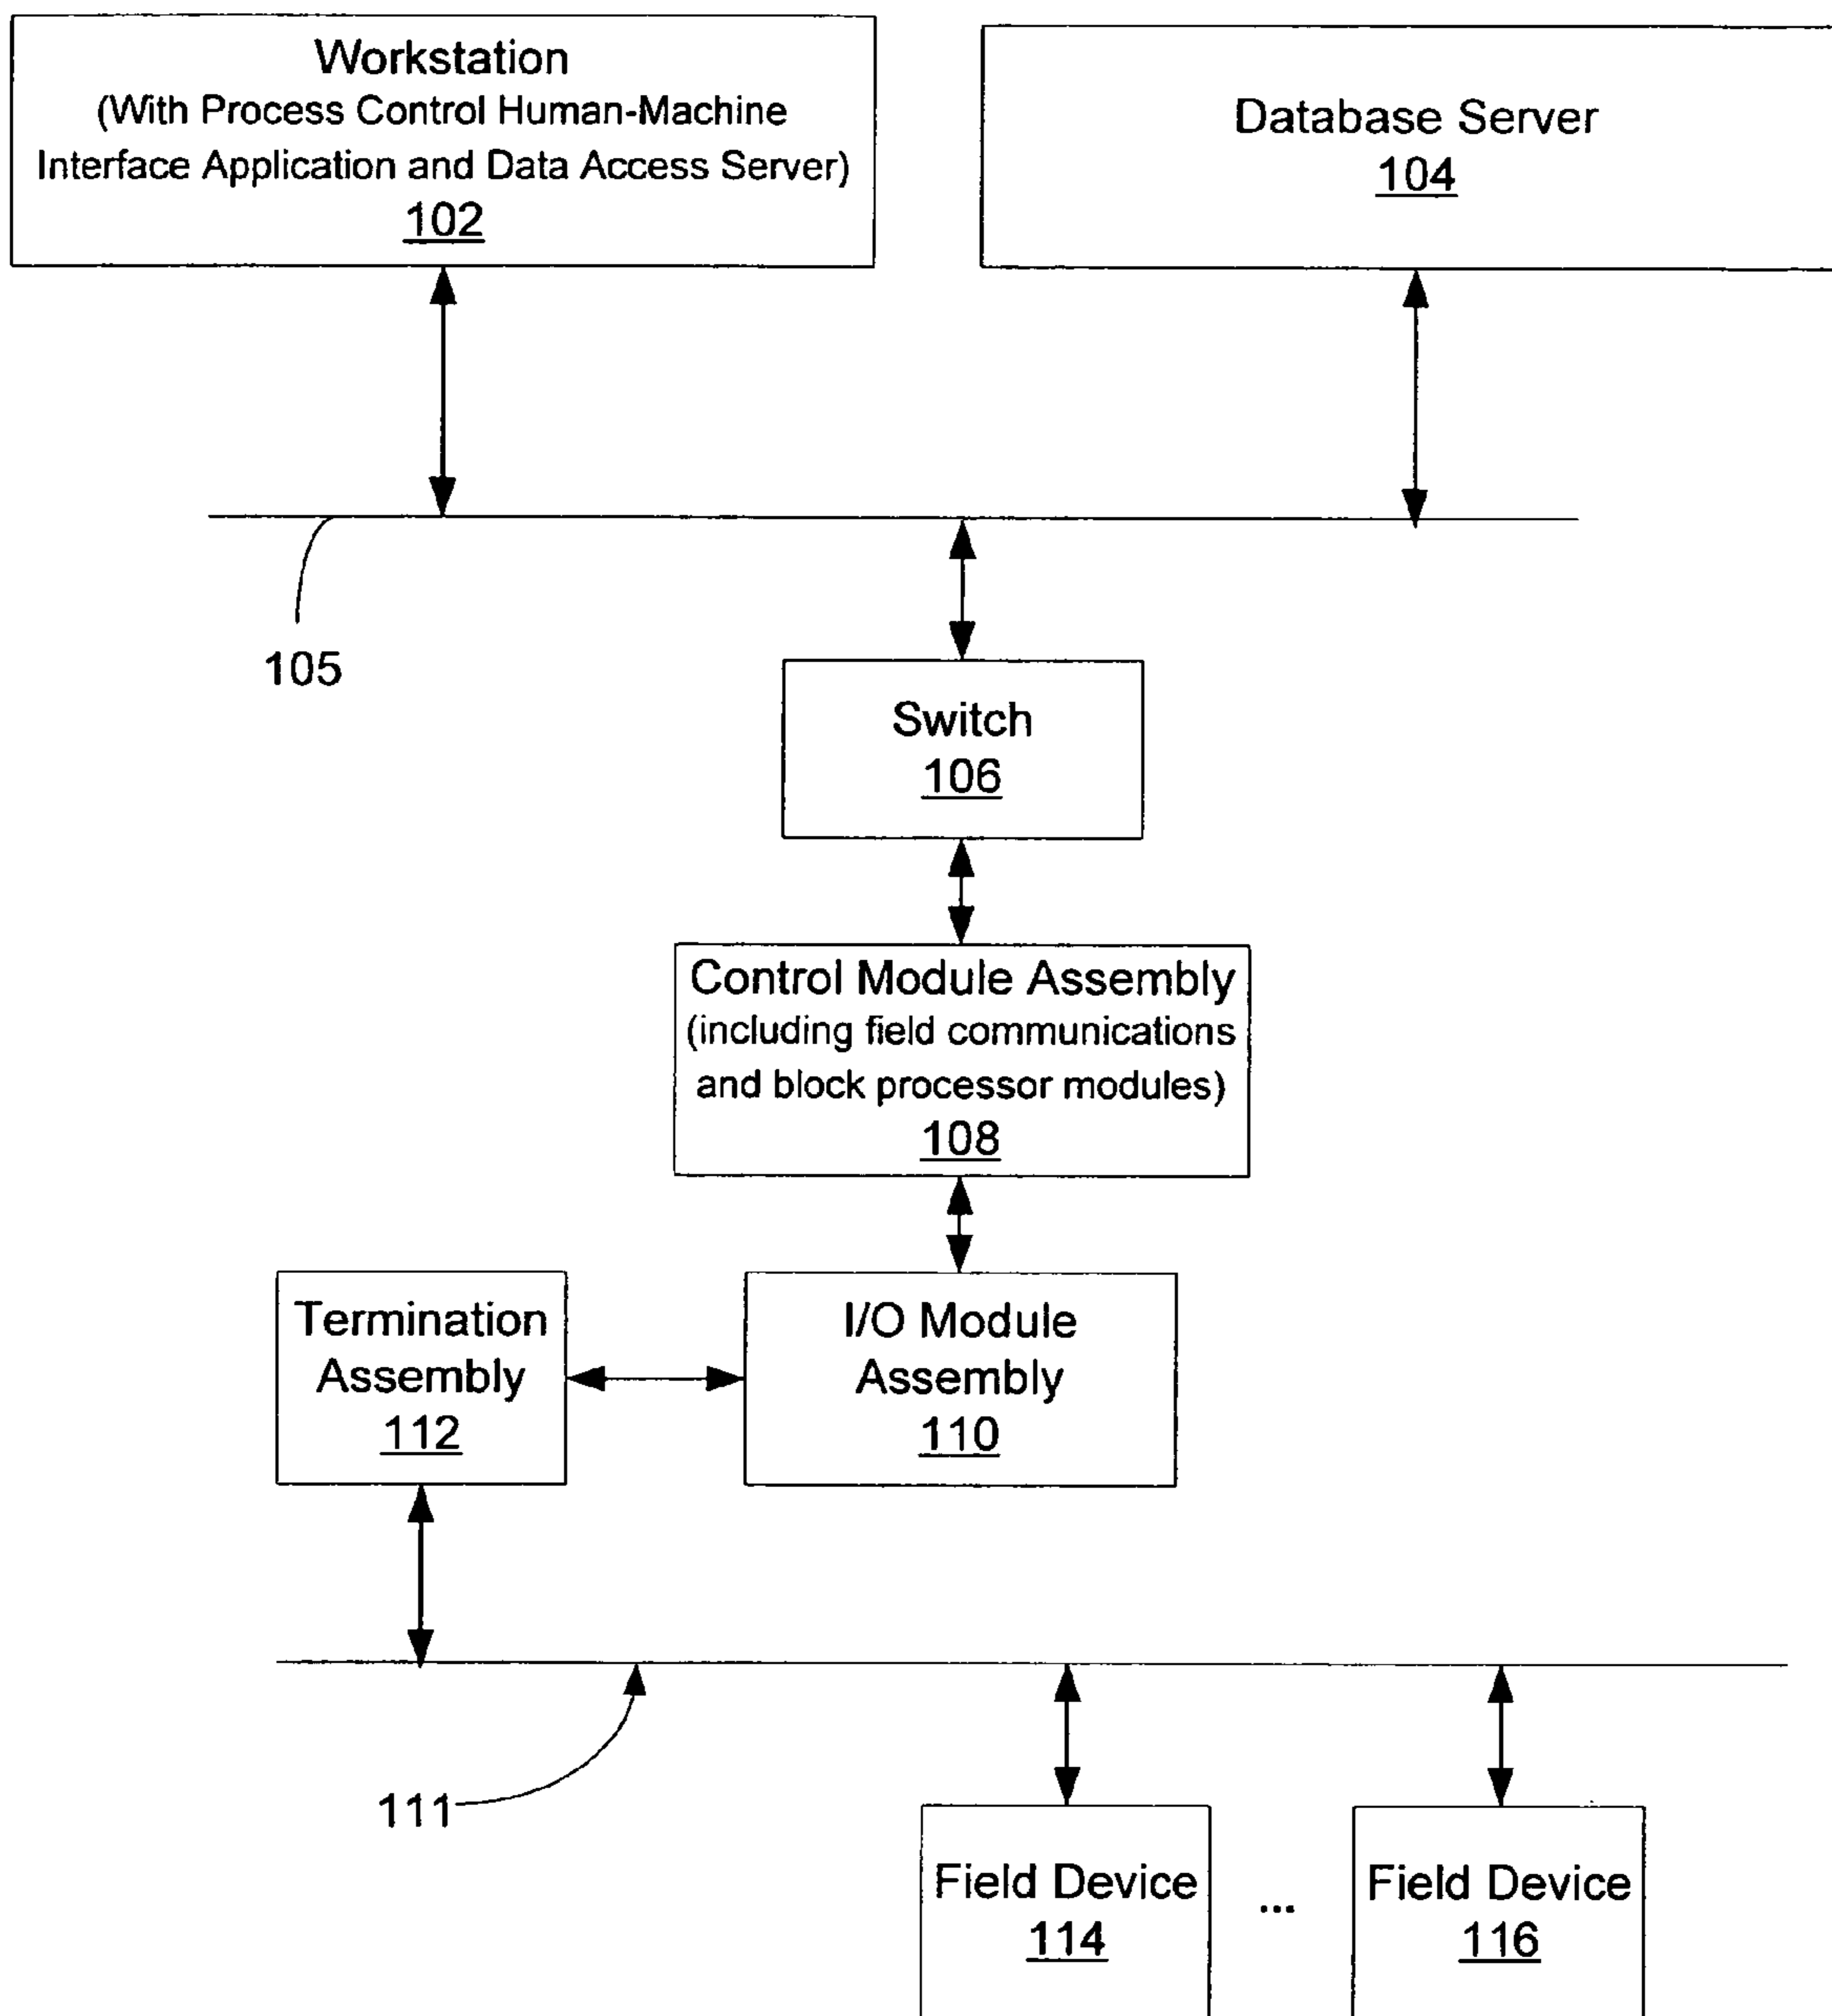 Workstation
(With Process Control Human-Machine
Interface Application and Data Access Server)
102
Database Server
104
105
Switch
106
Control Module Assembly
(including field communications
and block processor modules)
108
Termination
Assembly
112
I/O Module
Assembly
110
111
Field Device
114
...
Field Device
116